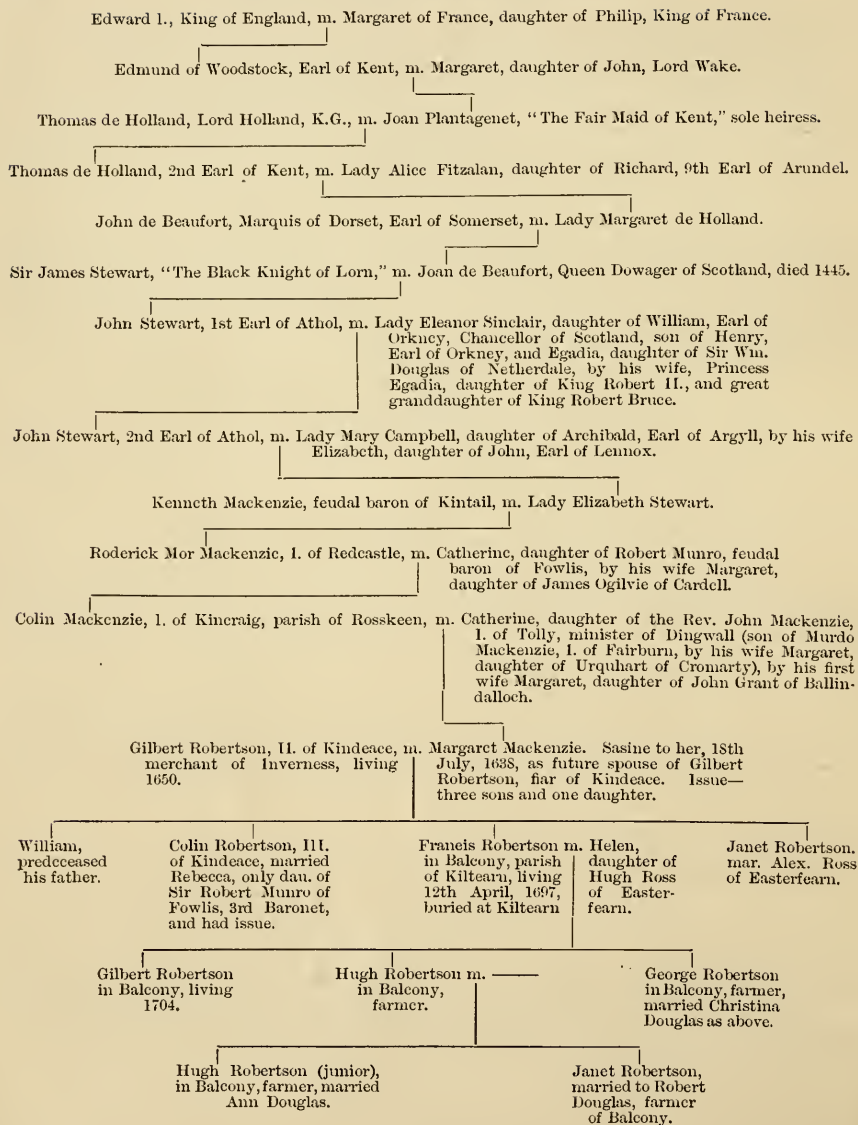 Edward I., King of England, m. Margaret of France, daughter of Philip, King of France.
Edmund of Woodstock, Earl of Kent, m. Margaret, daughter of John, Lord Wake.
Thomas de Holland, Lord Holland, K.G., m. Joan Plantagenet, "The Fair Maid of Kent," sole heiress.
Thomas de Holland, 2nd Earl of Kent, m. Lady Alice Fitzalan, daughter of Richard, 9th Earl of Arundel.
John de Beaufort, Marquis of Dorset, Earl of Somerset, m. Lady Margaret de Holland.
Sir James Stewart, "The Black Knight of Lorn," m. Joan de Beaufort, Queen Dowager of Scotland, died 1445.
John Stewart, 1st Earl of Athol, m. Lady Eleanor Sinclair, daughter of William, Earl of
Orkney, Chancellor of Scotland, son of Henry,
Earl of Orkney, and Egadia, daughter of Sir Wm.
Douglas of Netherdale, by his wife, Princess
Egadia, daughter of King Robert II., and great
granddaughter of King Robert Bruce.
John Stewart, 2nd Earl of Athol, m. Lady Mary Campbell, daughter of Archibald, Earl of Argyll, by his wife
Elizabeth, daughter of John, Earl of Lennox.
Kenneth Mackenzie, feudal baron of Kintail, m. Lady Elizabeth Stewart.
Roderick Mor Mackenzie, I. of Redcastle, m. Catherine, daughter of Robert Munro, feudal
baron of Fowlis, by his wife Margaret,
daughter of James Ogilvie of Cardell.
Colin Mackenzie, I. of Kincraig, parish of Rosskeen, m. Catherine, daughter of the Rev. John Mackenzie,
I. of Tolly, minister of Dingwall (son of Murdo
Mackenzie, I. of Fairburn, by his wife Margaret,
daughter of Urquhart of Cromarty), by his first
wife Margaret, daughter of John Grant of Ballin-
dalloch.
Gilbert Robertson, II. of Kindeace, m. Margaret Mackenzie. Sasine to her, 18th
merchant of Inverness, living July, 1638, as future spouse of Gilbert
1650. Robertson, fiar of Kindeace. Issue—
three sons and one daughter.
William,
predeceased
his father.
Colin Robertson, III.
of Kindeace, married
Rebecca, only dau. of
Sir Robert Munro of
Fowlis, 3rd Baronet,
and had issue.
Francis Robertson m. Helen,
in Balcony, parish daughter of
of Kiltearn, living Hugh Ross
12th April, 1697, of Easter-
buried at Kiltearn fearn.
Janet Robertson.
mar. Alex. Ross
of Easterfearn.
Gilbert Robertson
in Balcony, living
1704.
Hugh Robertson m. ——
in Balcony,
farmer.
George Robertson
in Balcony, farmer,
married Christina
Douglas as above.
Hugh Robertson (junior),
in Balcony, farmer, married
Ann Douglas.
Janet Robertson,
married to Robert
Douglas, farmer
of Balcony.